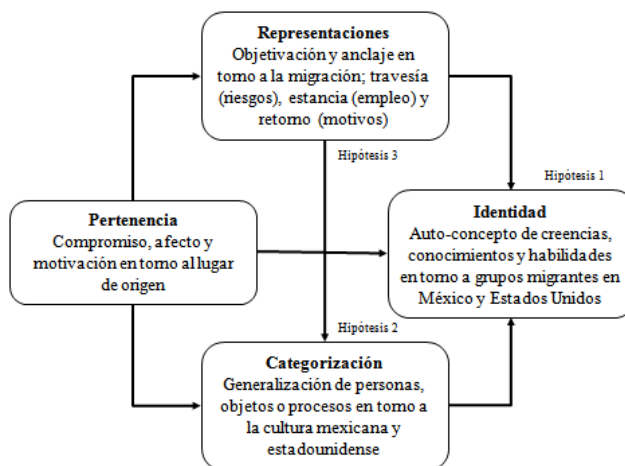 Representaciones
Objetivación y anclaje en
torno a la migración; travesía
(riesgos), estancia (empleo) y
retorno (motivos)
Hipótesis 3
Hipótesis 1
Pertenencia
Compromiso, afecto y
motivación en torno al lugar
de origen
Identidad
Auto-concepto de creencias,
conocimientos y habilidades
en torno a grupos migrantes en
México y Estados Unidos
Hipótesis 2
Categorización
Generalización de personas,
objetos o procesos en torno a
la cultura mexicana y
estadounidense